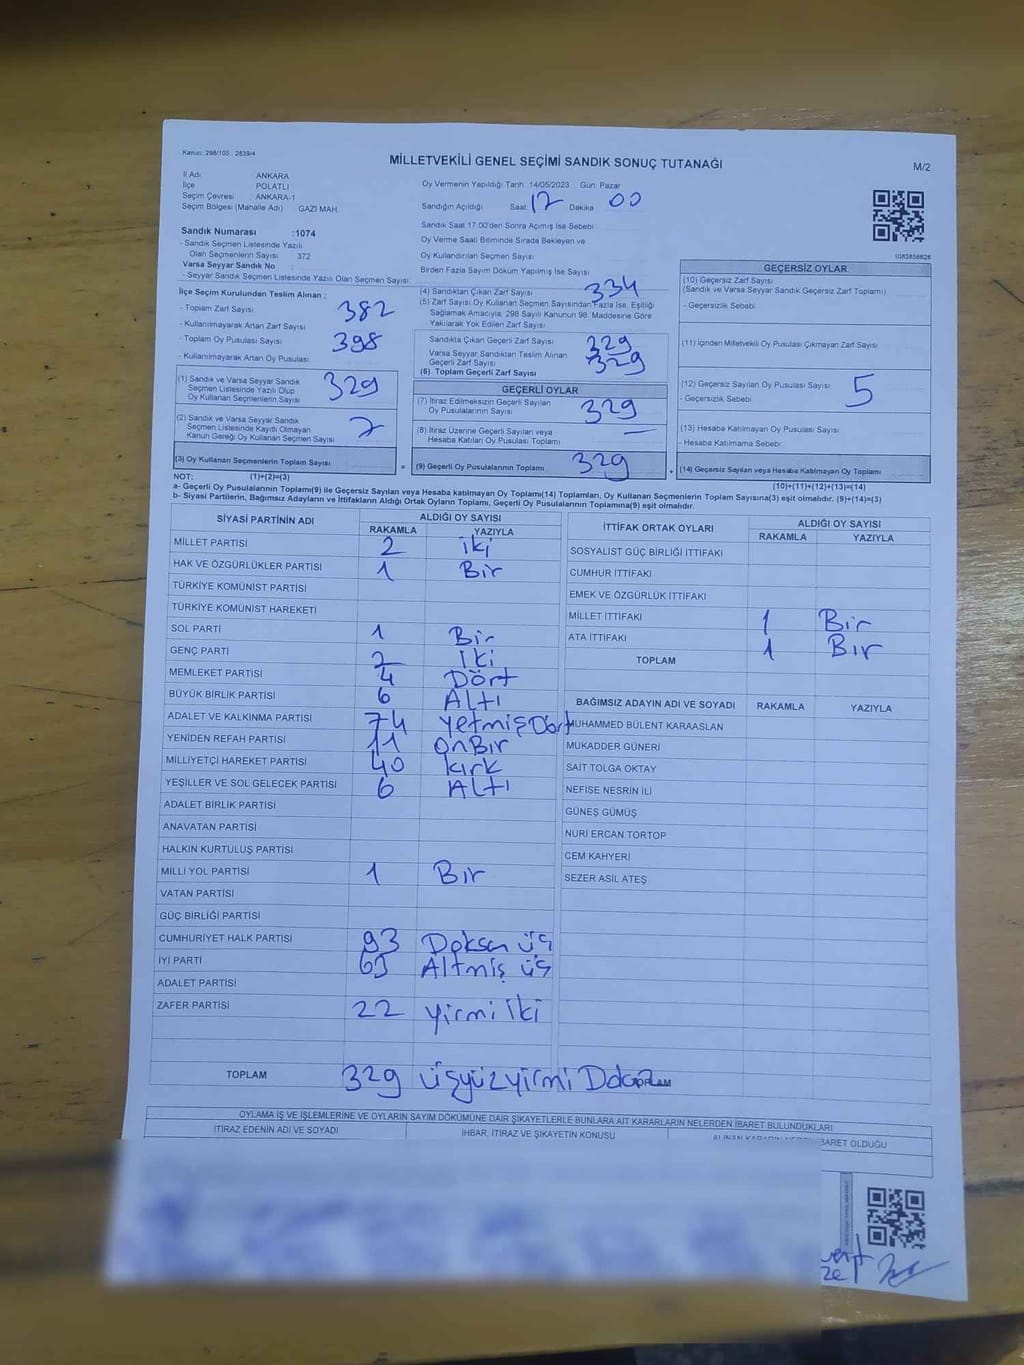 Kanun: 298/105 , 2839/4
MİLLETVEKİLİ GENEL SEÇİMİ SANDIK SONUÇ TUTANAĞI
M/2
İl Adı ANKARA
İlçe POLATLI
Seçim Çevresi ANKARA-1
Seçim Bölgesi (Mahalle Adı) GAZİ MAH.
Oy Vermenin Yapıldığı Tarih 14/05/2023 Gün: Pazar
Sandığın Açıldığı Saat 17 Dakika 00
Sandık Saat 17:00'den Sonra Açımış İse Sebebi
Oy Verme Saati Bitiminde Sırada Bekleyen ve
Oy Kullandırılan Seçmen Sayısı
Birden Fazla Sayım Döküm Yapılmış İse Sayısı
1083858828
Sandık Numarası :1074
- Sandık Seçmen Listesinde Yazılı
Olan Seçmenlerin Sayısı 372
Varsa Seyyar Sandık No :
- Seyyar Sandık Seçmen Listesinde Yazılı Olan Seçmen Sayısı
İlçe Seçim Kurulundan Teslim Alınan ;
- Toplam Zarf Sayısı 382
- Kullanılmayarak Artan Zarf Sayısı
- Toplam Oy Pusulası Sayısı 398
- Kullanılmayarak Artan Oy Pusulası
(1) Sandık ve Varsa Seyyar Sandık
Seçmen Listesinde Yazılı Olup
Oy Kullanan Seçmenlerin Sayısı 329
(2) Sandık ve Varsa Seyyar Sandık
Seçmen Listesinde Kayıtlı Olmayan
Kanun Gereği Oy Kullanan Seçmen Sayısı
(3) Oy Kullanan Seçmenlerin Toplam Sayısı
(4) Sandıktan Çıkan Zarf Sayısı 334
(5) Zarf Sayısı Oy Kullanan Seçmen Sayısından Fazla İse, Eşitliği
Sağlamak Amacıyla, 298 Sayılı Kanunun 98. Maddesine Göre
Yakılarak Yok Edilen Zarf Sayısı
Sandıkta Çıkan Geçerli Zarf Sayısı 329
Varsa Seyyar Sandıktan Teslim Alınan
Geçerli Zarf Sayısı
(6) Toplam Geçerli Zarf Sayısı 329
GEÇERLİ OYLAR
(7) İtiraz Edilmeksizin Geçerli Sayılan
Oy Pusulalarının Sayısı 329
(8) İtiraz Üzerine Geçerli Sayılan veya
Hesaba Katılan Oy Pusulası Toplamı —
= (9) Geçerli Oy Pusulalarının Toplamı 329
GEÇERSİZ OYLAR
(10) Geçersiz Zarf Sayısı
(Sandık ve Varsa Seyyar Sandık Geçersiz Zarf Toplamı)
- Geçersizlik Sebebi
(11) İçinden Milletvekili Oy Pusulası Çıkmayan Zarf Sayısı
(12) Geçersiz Sayılan Oy Pusulası Sayısı 5
- Geçersizlik Sebebi
(13) Hesaba Katılmayan Oy Pusulası Sayısı
- Hesaba Katılmama Sebebi
+ (14) Geçersiz Sayılan veya Hesaba Katılmayan Oy Toplamı
NOT: (1)+(2)=(3)
(10)+(11)+(12)+(13)=(14)
a- Geçerli Oy Pusulalarının Toplamı(9) ile Geçersiz Sayılan veya Hesaba katılmayan Oy Toplamı(14) Toplamları, Oy Kullanan Seçmenlerin Toplam Sayısına(3) eşit olmalıdır. (9)+(14)=(3)
b- Siyasi Partilerin, Bağımsız Adayların ve İttifakların Aldığı Ortak Oyların Toplamı, Geçerli Oy Pusulalarının Toplamına(9) eşit olmalıdır.
SİYASİ PARTİNİN ADI
ALDIĞI OY SAYISI
RAKAMLA YAZIYLA
MİLLET PARTİSİ 2 iki
HAK VE ÖZGÜRLÜKLER PARTİSİ 1 Bir
TÜRKİYE KOMÜNİST PARTİSİ
TÜRKİYE KOMÜNİST HAREKETİ
SOL PARTİ 1 Bir
GENÇ PARTİ 2 İki
MEMLEKET PARTİSİ 4 Dört
BÜYÜK BİRLİK PARTİSİ 6 Altı
ADALET VE KALKINMA PARTİSİ 74 YetmişDört
YENİDEN REFAH PARTİSİ 11 OnBir
MİLLİYETÇİ HAREKET PARTİSİ 40 kırk
YEŞİLLER VE SOL GELECEK PARTİSİ 6 Altı
ADALET BİRLİK PARTİSİ
ANAVATAN PARTİSİ
HALKIN KURTULUŞ PARTİSİ
MİLLİ YOL PARTİSİ 1 Bir
VATAN PARTİSİ
GÜÇ BİRLİĞİ PARTİSİ
CUMHURİYET HALK PARTİSİ 93 Doksan üç
İYİ PARTİ 63 Altmış üç
ADALET PARTİSİ
ZAFER PARTİSİ 22 Yirmi İki
TOPLAM 329 üçyüzyirmi
İTTİFAK ORTAK OYLARI
ALDIĞI OY SAYISI
RAKAMLA YAZIYLA
SOSYALİST GÜÇ BİRLİĞİ İTTİFAKI
CUMHUR İTTİFAKI
EMEK VE ÖZGÜRLÜK İTTİFAKI
MİLLET İTTİFAKI 1 Bir
ATA İTTİFAKI 1 Bır
TOPLAM
BAĞIMSIZ ADAYIN ADI VE SOYADI RAKAMLA YAZIYLA
MUHAMMED BÜLENT KARAASLAN
MUKADDER GÜNERİ
SAİT TOLGA OKTAY
NEFİSE NESRİN İLİ
GÜNEŞ GÜMÜŞ
NURİ ERCAN TORTOP
CEM KAHYERİ
SEZER ASİL ATEŞ
TOPLAM
OYLAMA İŞ VE İŞLEMLERİNE VE OYLARIN SAYIM DÖKÜMÜNE DAİR ŞİKAYETLERLE BUNLARA AİT KARARLARIN NELERDEN İBARET BULUNDUKLARI
İTİRAZ EDENİN ADI VE SOYADI
İHBAR, İTİRAZ VE ŞİKAYETİN KONUSU
OLDUĞU